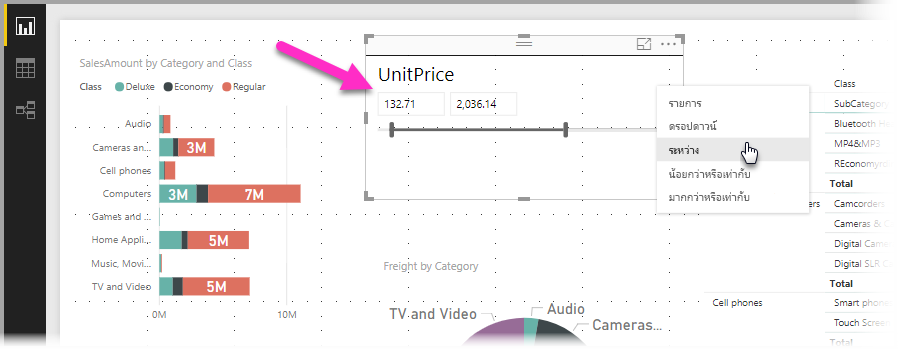 SalesAmount by Category and Class
Class Deluxe Economy Regular
Audio
Cameras an...
3M
Cell phones
Computers
3M 7M
Games and ...
Home Appli...
5M
Music, Movi...
TV and Video
5M
0M 10M
UnitPrice
132.71 2,036.14
รายการ
ดรอปดาวน์
ระหว่าง
น้อยกว่าหรือเท่ากับ
มากกว่าหรือเท่ากับ
Freight by Category
TV and Video
Audio
Cameras...
Class
SubCategory
Bluetooth He
MP4&MP3
Total
Camcorders
Cameras &
Digital Came
Digital SLR C
Total
Cell phones
Smart phone
Touch Screen
Total